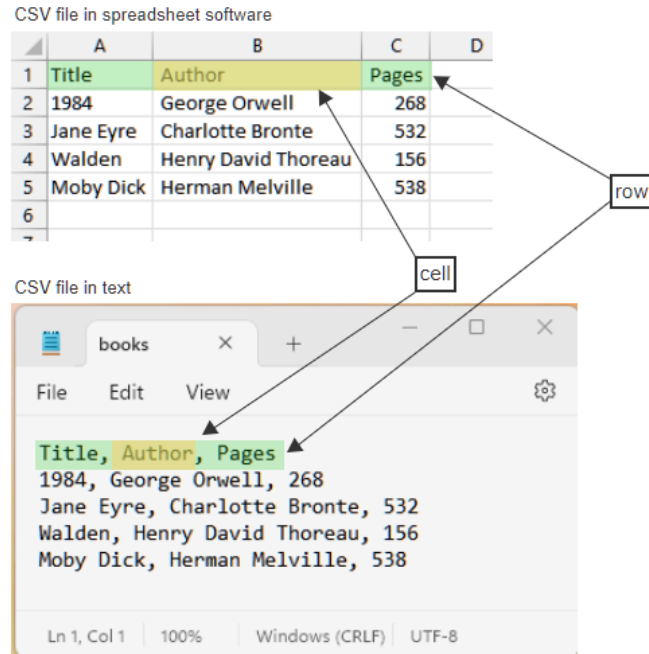 CSV file in spreadsheet software
A B C D
1 Title Author Pages
2 1984 George Orwell 268
3 Jane Eyre Charlotte Bronte 532
4 Walden Henry David Thoreau 156
5 Moby Dick Herman Melville 538
6
row
cell
CSV file in text
books
File Edit View
Title, Author, Pages
1984, George Orwell, 268
Jane Eyre, Charlotte Bronte, 532
Walden, Henry David Thoreau, 156
Moby Dick, Herman Melville, 538
Ln 1, Col 1 100% Windows (CRLF) UTF-8